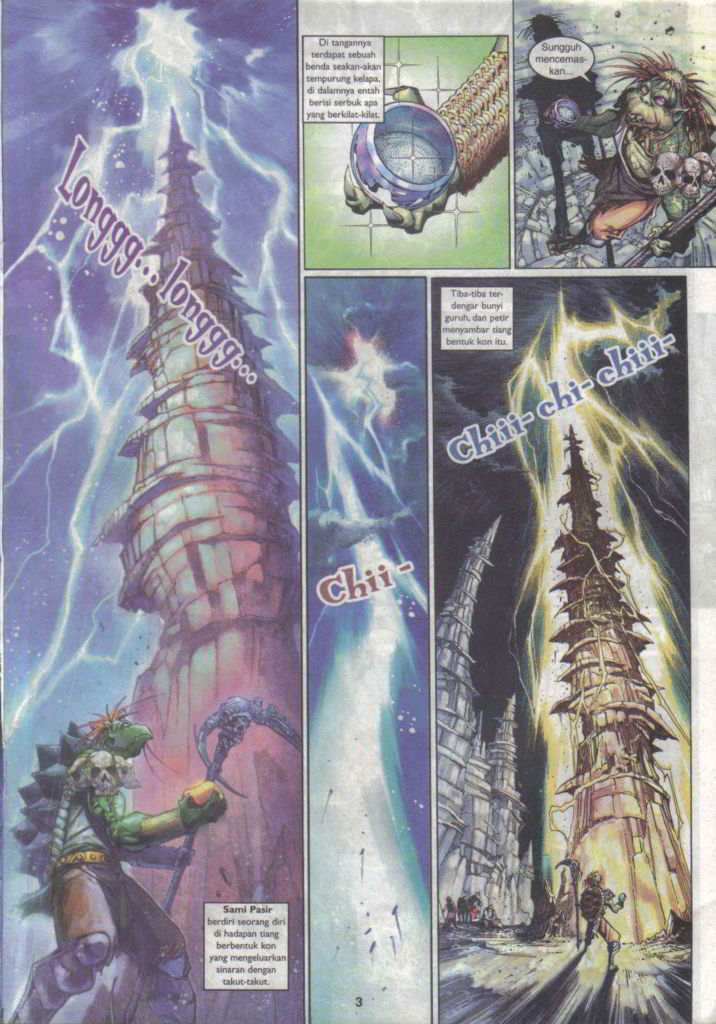 Longgg... longgg...
Sami Pasir
berdiri seorang diri
di hadapan tiang
berbentuk kon
yang mengeluarkan
sinaran dengan
takut-takut.
Di tangannya
terdapat sebuah
benda seakan-akan
tempurung kelapa,
di dalamnya entah
berisi serbuk apa
yang berkilat-kilat.
Sungguh
mencemas-
kan...
Chii-
Tiba-tiba ter-
dengar bunyi
guruh, dan petir
menyambar tiang
bentuk kon itu.
Chiii- chi- chiii-
3